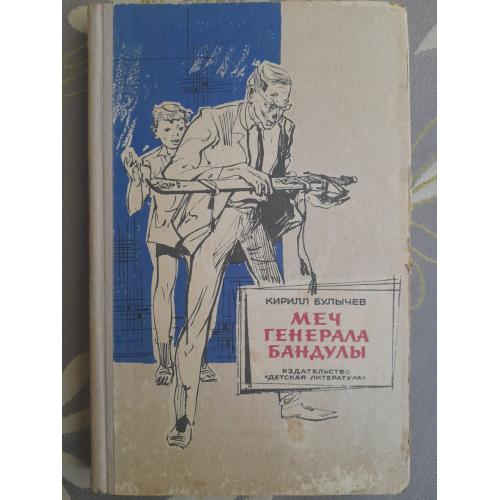 КИРИЛЛ БУЛЫЧЕВ
МЕЧ
ГЕНЕРАЛА
БАНДУЛЫ
ИЗДАТЕЛЬСТВО
«ДЕТСКАЯ ЛИТЕРАТУРА»